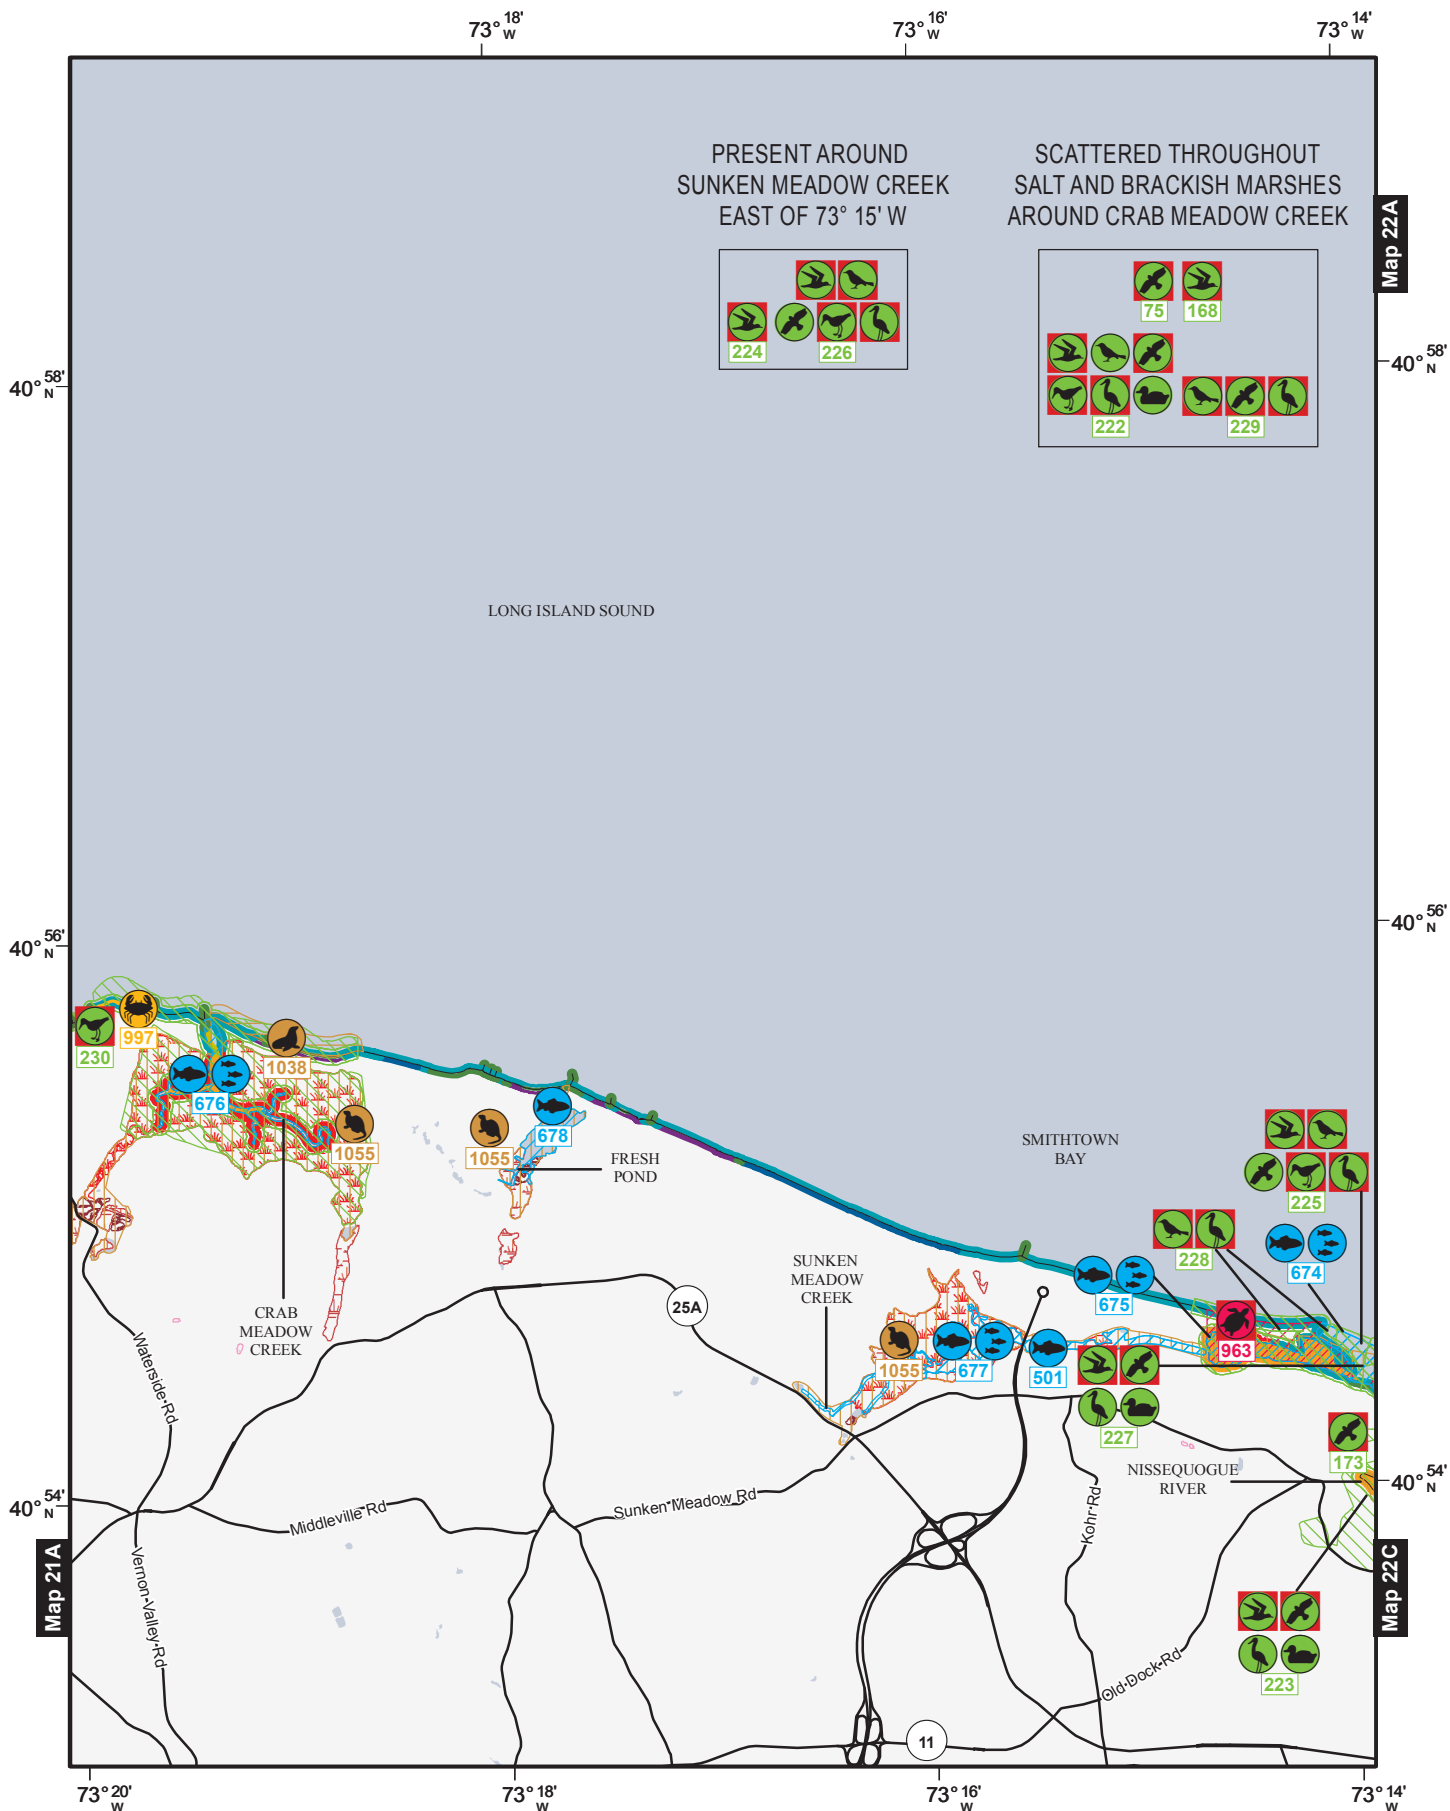 73° 18' W
73° 16' W
73° 14' W
PRESENT AROUND
SUNKEN MEADOW CREEK
EAST OF 73° 15' W
SCATTERED THROUGHOUT
SALT AND BRACKISH MARSHES
AROUND CRAB MEADOW CREEK
Map 22A
75
168
224
226
222
229
40° 58' N
40° 58' N
LONG ISLAND SOUND
40° 56' N
40° 56' N
230
997
1038
676
1055
1055
678
FRESH
POND
SMITHTOWN
BAY
225
228
674
675
SUNKEN
MEADOW
CREEK
25A
CRAB
MEADOW
CREEK
963
1055
677
501
227
173
Waterside Rd
NISSEQUOGUE
RIVER
40° 54' N
40° 54' N
Middleville Rd
Sunken Meadow Rd
Kohr Rd
Map 21A
Vernon-Valley-Rd
Map 22C
223
Old-Dock-Rd
11
73° 20' W
73° 18' W
73° 16' W
73° 14' W